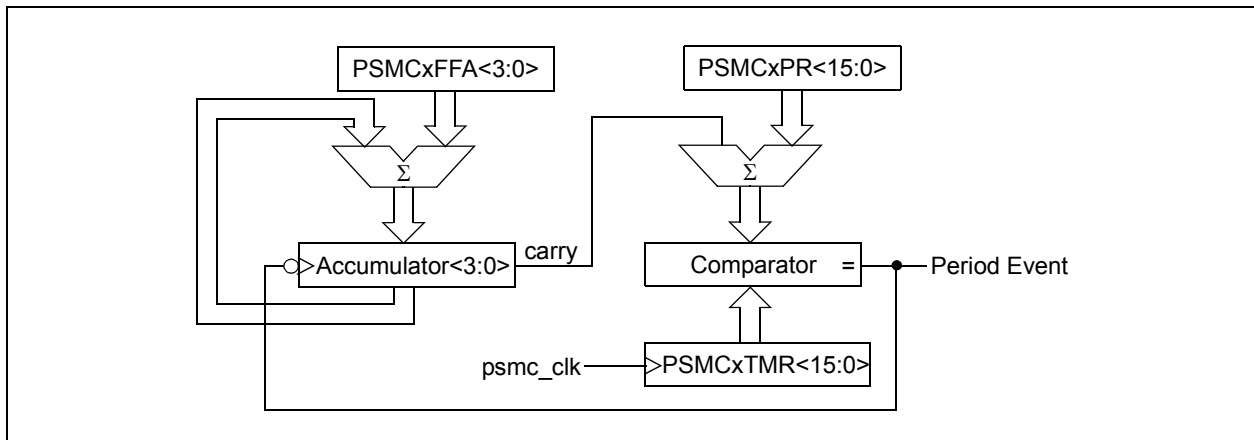 PSMCxFFA<3:0>
PSMCxPR<15:0>
Σ
Σ
Accumulator<3:0>
carry
Comparator =
Period Event
psmc_clk
PSMCxTMR<15:0>